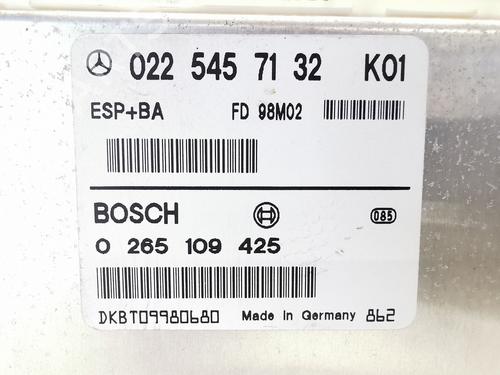 022 545 71 32 K01
ESP+BA FD 98M02
BOSCH 085
0 265 109 425
DKBT09980680 Made in Germany 862